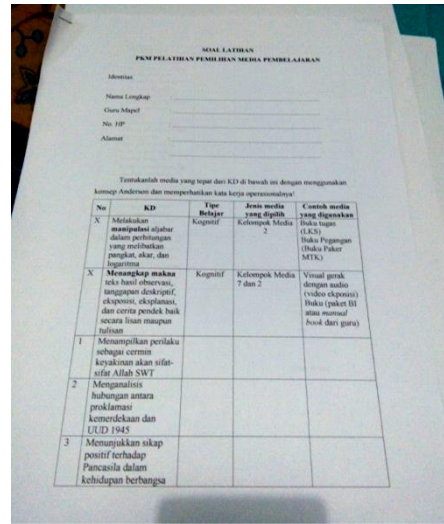 SOAL LATIHAN
PKM PELATIHAN PEMILIHAN MEDIA PEMBELAJARAN
Identitas
Nama Lengkap :
Guru Mapel :
No. HP :
Alamat :
Tentukanlah media yang tepat dari KD di bawah ini dengan menggunakan
konsep Anderson dan memperhatikan kata kerja operasionalnya!
No KD Tipe Belajar Jenis media yang dipilih Contoh media yang digunakan
X Melakukan manipulasi aljabar dalam perhitungan yang melibatkan pangkat, akar, dan logaritma Kognitif Kelompok Media 2 Buku tugas (LKS) Buku Pegangan (Buku Paket MTK)
X Menangkap makna teks hasil observasi, tanggapan deskriptif, eksposisi, eksplanasi, dan cerita pendek baik secara lisan maupun tulisan Kognitif Kelompok Media 7 dan 2 Visual gerak dengan audio (video ekposisi) Buku (paket BI atau manual book dari guru)
1 Menampilkan perilaku sebagai cermin keyakinan akan sifat-sifat Allah SWT
2 Menganalisis hubungan antara proklamasi kemerdekaan dan UUD 1945
3 Menunjukkan sikap positif terhadap Pancasila dalam kehidupan berbangsa